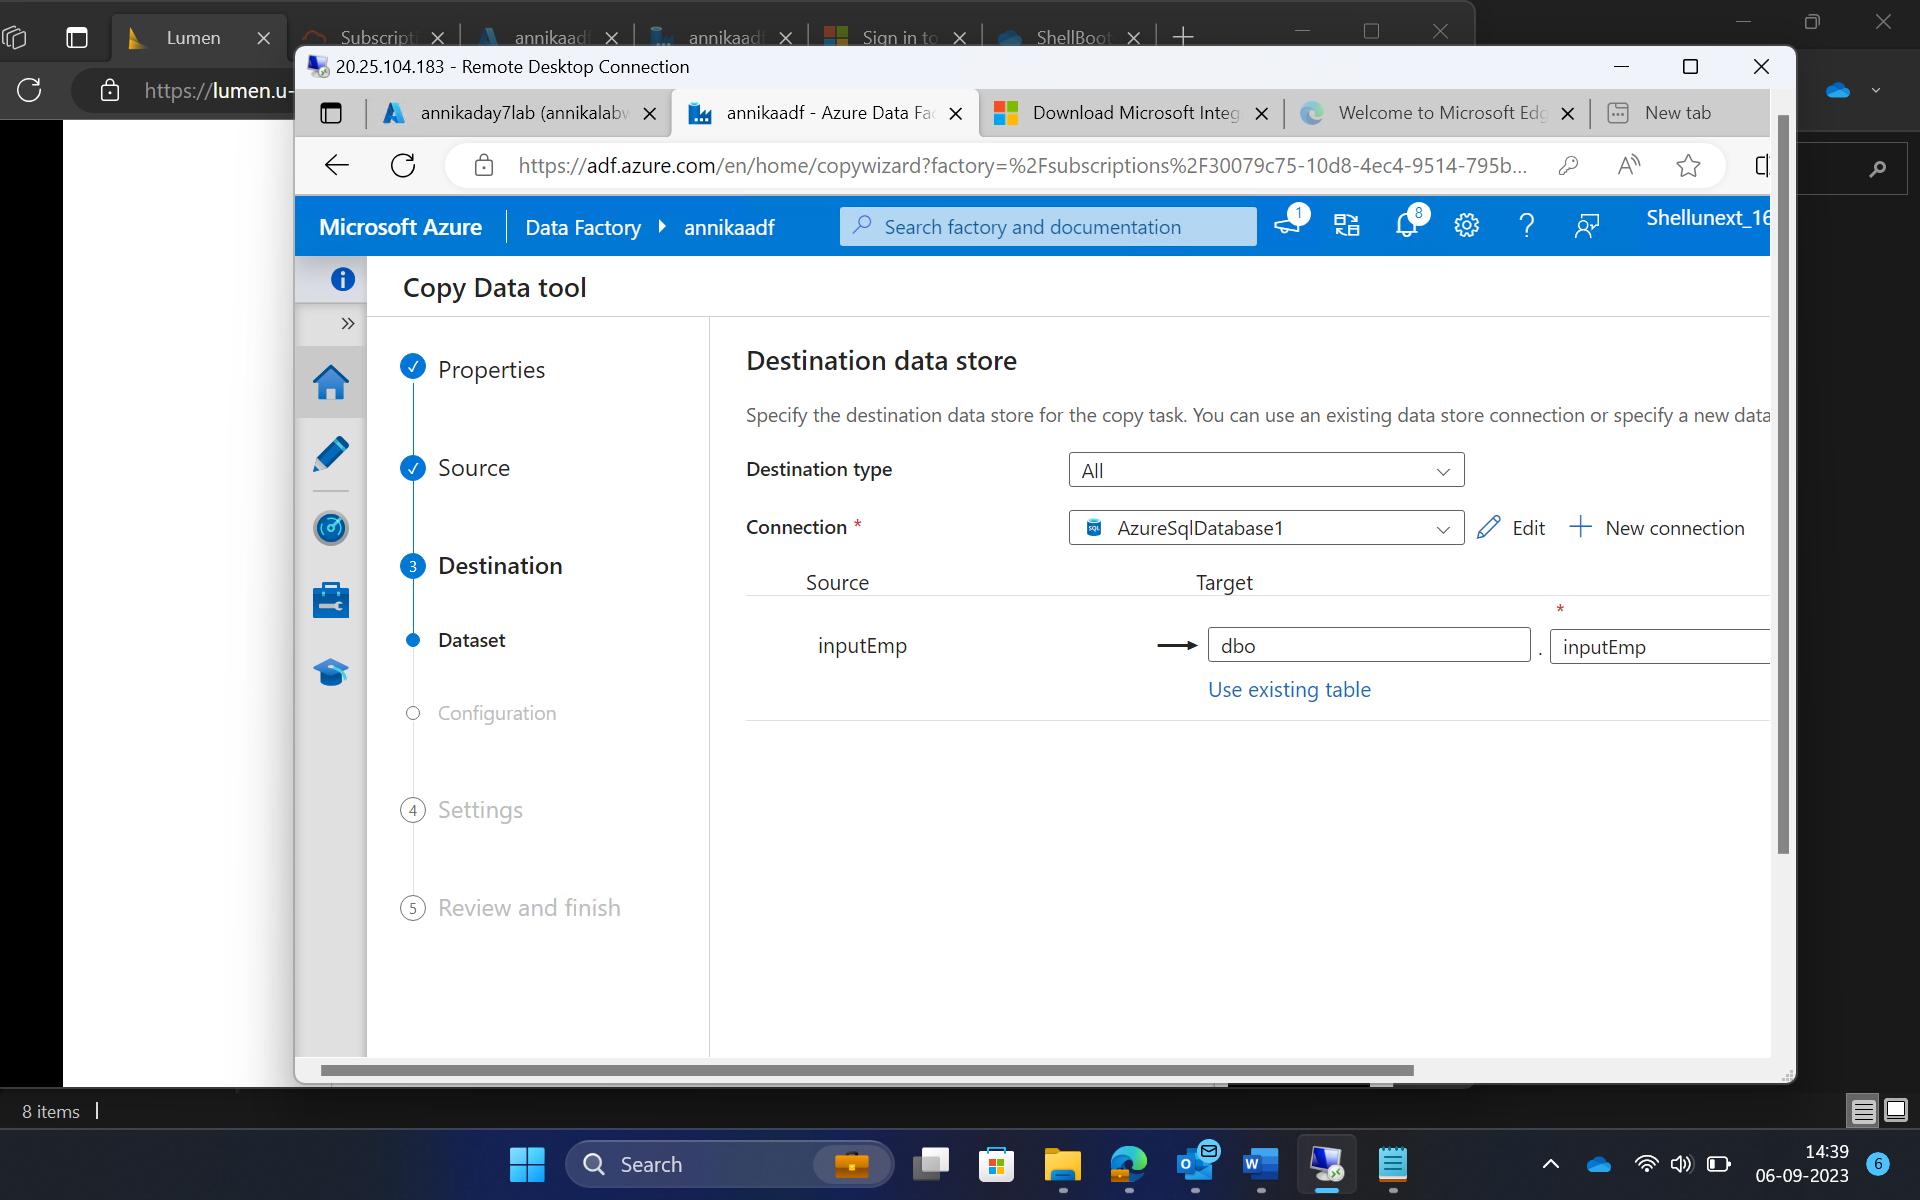 Lumen
Subscripti
annikaadf
annikaadf
Sign in to
ShellBoot
https://lumen.u-
20.25.104.183 - Remote Desktop Connection
annikaday7lab (annikalabw
annikaadf - Azure Data Fac
Download Microsoft Integ
Welcome to Microsoft Edg
New tab
https://adf.azure.com/en/home/copywizard?factory=%2Fsubscriptions%2F30079c75-10d8-4ec4-9514-795b...
Microsoft Azure
Data Factory
annikaadf
Search factory and documentation
1
8
Shellunext_16
Copy Data tool
Properties
Source
3 Destination
Dataset
Configuration
4 Settings
5 Review and finish
Destination data store
Specify the destination data store for the copy task. You can use an existing data store connection or specify a new data
Destination type
All
Connection *
SQL AzureSqlDatabase1
Edit
New connection
Source Target
*
inputEmp
dbo . inputEmp
Use existing table
8 items
Search
14:39
06-09-2023
6